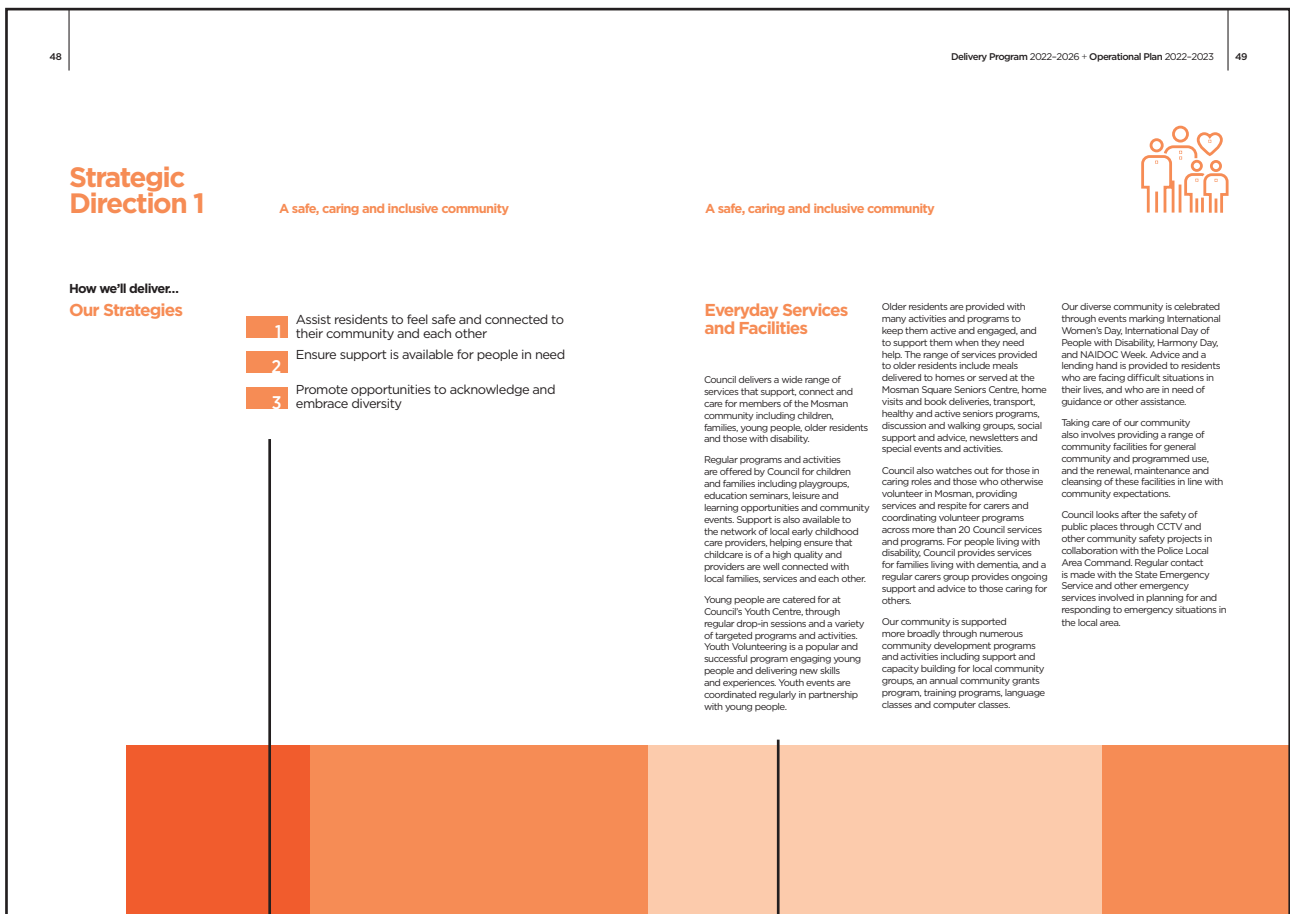 48
Delivery Program 2022–2026 + Operational Plan 2022–2023
49
Strategic
Direction 1
A safe, caring and inclusive community
A safe, caring and inclusive community
How we'll deliver...
Our Strategies
1 Assist residents to feel safe and connected to
their community and each other
2 Ensure support is available for people in need
3 Promote opportunities to acknowledge and
embrace diversity
Everyday Services
and Facilities
Council delivers a wide range of
services that support, connect and
care for members of the Mosman
community including children,
families, young people, older residents
and those with disability.
Regular programs and activities
are offered by Council for children
and families including playgroups,
education seminars, leisure and
learning opportunities and community
events. Support is also available to
the network of local early childhood
care providers, helping ensure that
childcare is of a high quality and
providers are well connected with
local families, services and each other.
Young people are catered for at
Council's Youth Centre, through
regular drop-in sessions and a variety
of targeted programs and activities.
Youth Volunteering is a popular and
successful program engaging young
people and delivering new skills
and experiences. Youth events are
coordinated regularly in partnership
with young people.
Older residents are provided with
many activities and programs to
keep them active and engaged, and
to support them when they need
help. The range of services provided
to older residents include meals
delivered to homes or served at the
Mosman Square Seniors Centre, home
visits and book deliveries, transport,
healthy and active seniors programs,
discussion and walking groups, social
support and advice, newsletters and
special events and activities.
Council also watches out for those in
caring roles and those who otherwise
volunteer in Mosman, providing
services and respite for carers and
coordinating volunteer programs
across more than 20 Council services
and programs. For people living with
disability, Council provides services
for families living with dementia, and a
regular carers group provides ongoing
support and advice to those caring for
others.
Our community is supported
more broadly through numerous
community development programs
and activities including support and
capacity building for local community
groups, an annual community grants
program, training programs, language
classes and computer classes.
Our diverse community is celebrated
through events marking International
Women's Day, International Day of
People with Disability, Harmony Day,
and NAIDOC Week. Advice and a
lending hand is provided to residents
who are facing difficult situations in
their lives, and who are in need of
guidance or other assistance.
Taking care of our community
also involves providing a range of
community facilities for general
community and programmed use,
and the renewal, maintenance and
cleansing of these facilities in line with
community expectations.
Council looks after the safety of
public places through CCTV and
other community safety projects in
collaboration with the Police Local
Area Command. Regular contact
is made with the State Emergency
Service and other emergency
services involved in planning for and
responding to emergency situations in
the local area.